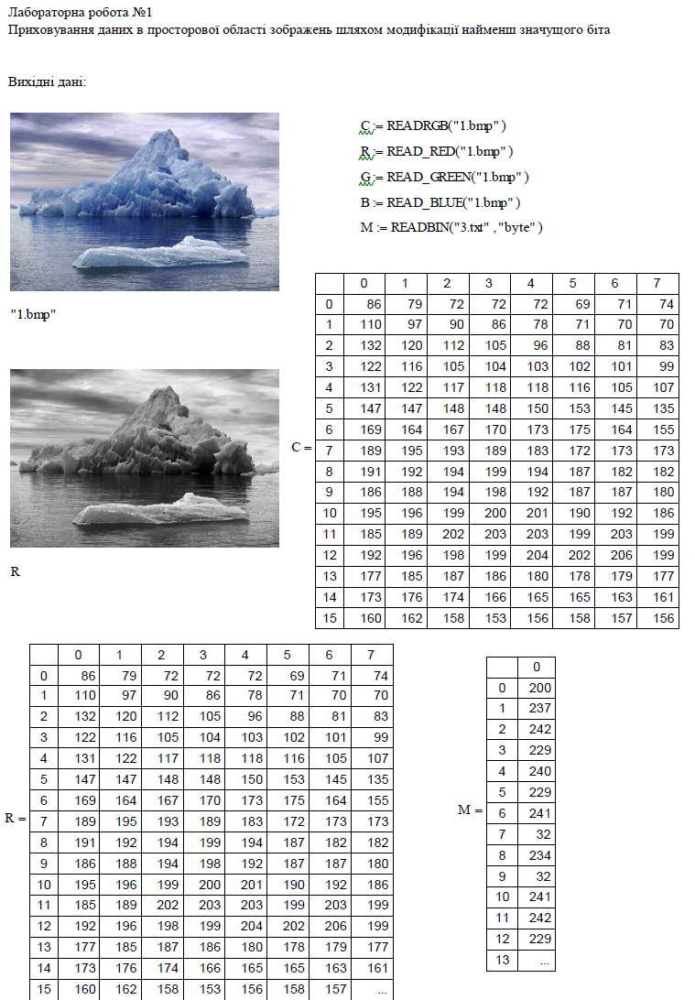 Лабораторна робота №1
Приховування даних в просторової області зображень шляхом модифікації найменш значущого біта
Вихідні дані:
C := READRGB("1.bmp" )
R := READ_RED("1.bmp" )
G := READ_GREEN("1.bmp" )
B := READ_BLUE("1.bmp" )
M := READBIN("3.txt" ,"byte" )
"1.bmp"
R
C =
0 1 2 3 4 5 6 7
0 86 79 72 72 72 69 71 74
1 110 97 90 86 78 71 70 70
2 132 120 112 105 96 88 81 83
3 122 116 105 104 103 102 101 99
4 131 122 117 118 118 116 105 107
5 147 147 148 148 150 153 145 135
6 169 164 167 170 173 175 164 155
7 189 195 193 189 183 172 173 173
8 191 192 194 199 194 187 182 182
9 186 188 194 198 192 187 187 180
10 195 196 199 200 201 190 192 186
11 185 189 202 203 203 199 203 199
12 192 196 198 199 204 202 206 199
13 177 185 187 186 180 178 179 177
14 173 176 174 166 165 165 163 161
15 160 162 158 153 156 158 157 156
R =
0 1 2 3 4 5 6 7
0 86 79 72 72 72 69 71 74
1 110 97 90 86 78 71 70 70
2 132 120 112 105 96 88 81 83
3 122 116 105 104 103 102 101 99
4 131 122 117 118 118 116 105 107
5 147 147 148 148 150 153 145 135
6 169 164 167 170 173 175 164 155
7 189 195 193 189 183 172 173 173
8 191 192 194 199 194 187 182 182
9 186 188 194 198 192 187 187 180
10 195 196 199 200 201 190 192 186
11 185 189 202 203 203 199 203 199
12 192 196 198 199 204 202 206 199
13 177 185 187 186 180 178 179 177
14 173 176 174 166 165 165 163 161
15 160 162 158 153 156 158 157 ...
M =
0
0 200
1 237
2 242
3 229
4 240
5 229
6 241
7 32
8 234
9 32
10 241
11 242
12 229
13 ...